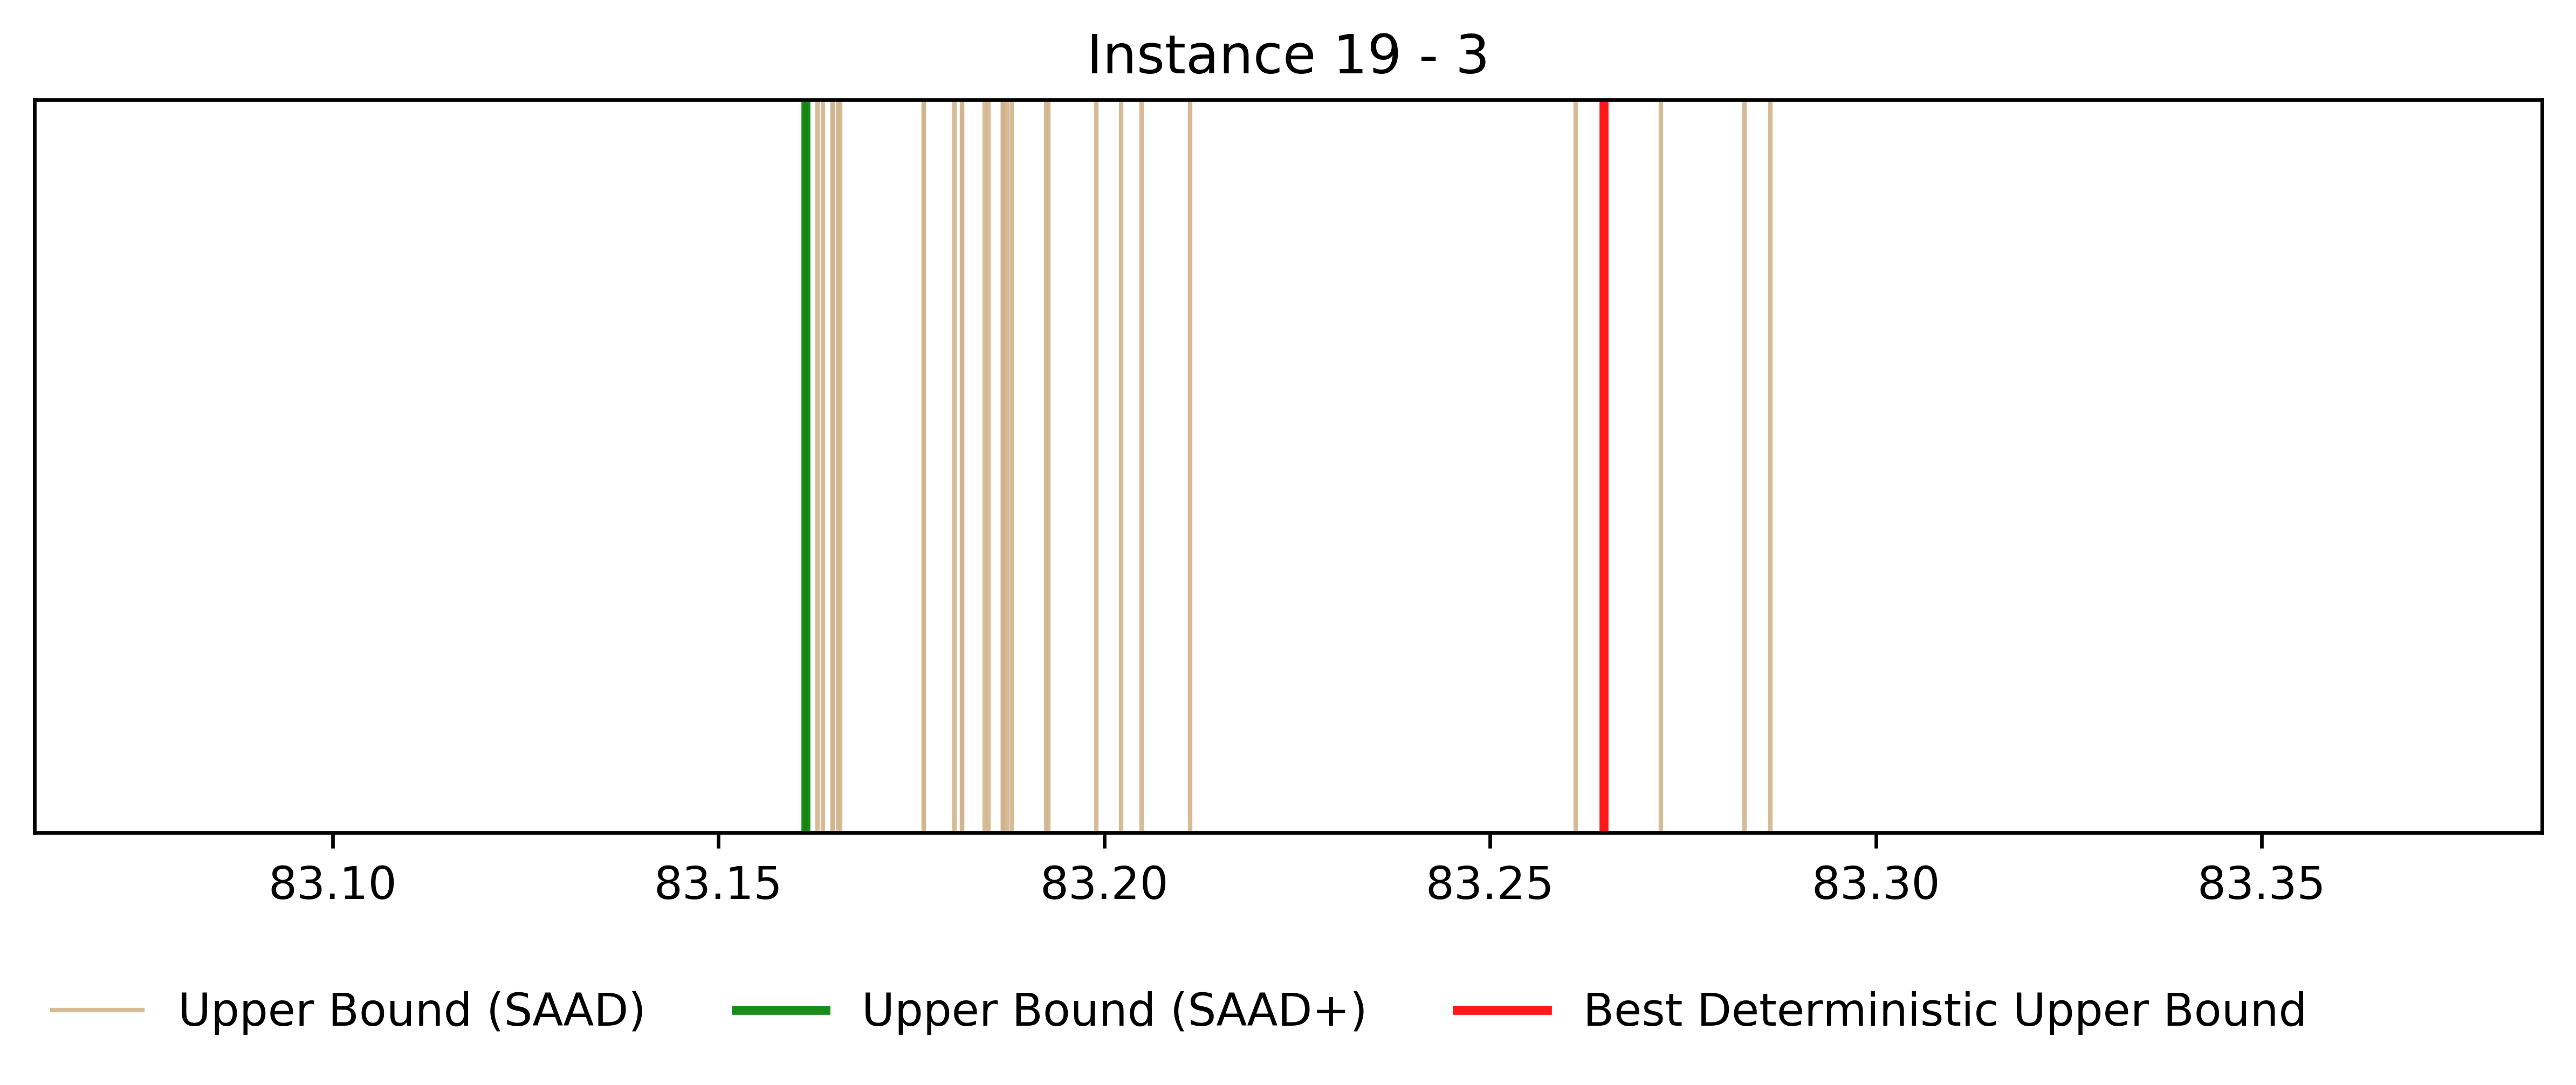 Instance 19 - 3
83.10 83.15 83.20 83.25 83.30 83.35
Upper Bound (SAAD) Upper Bound (SAAD+) Best Deterministic Upper Bound